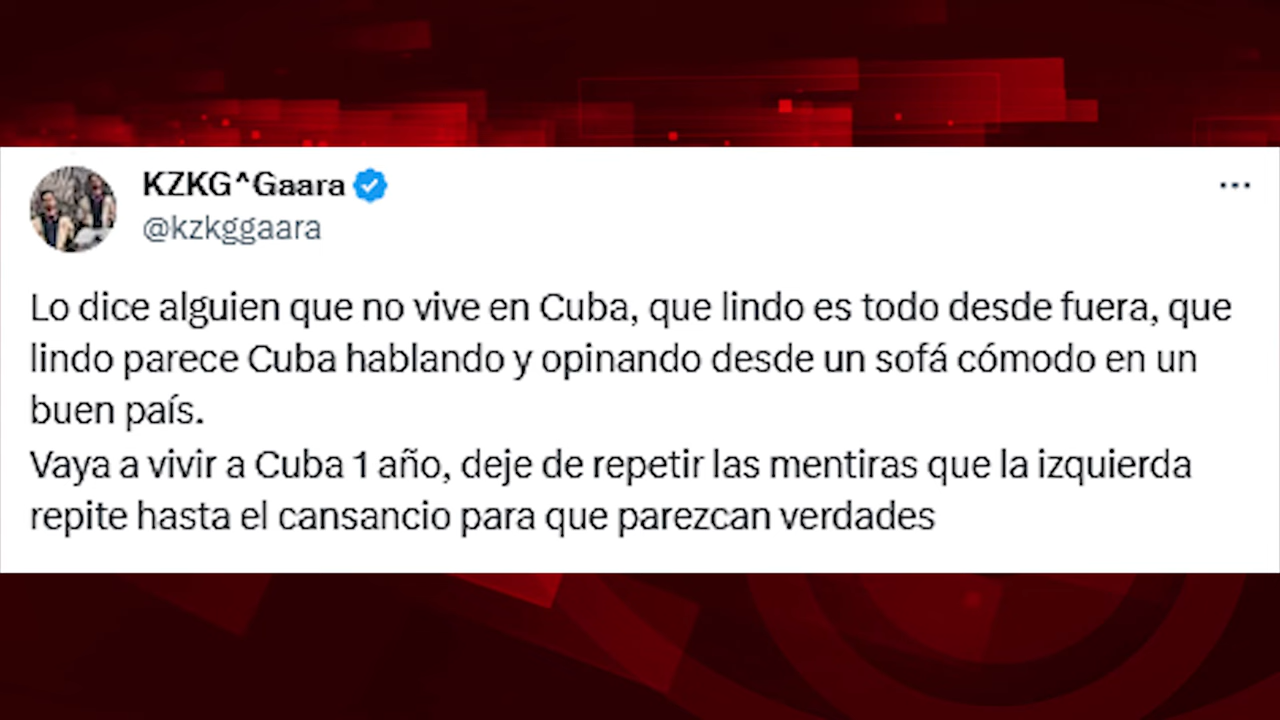 KZKG^Gaara
@kzkggaara
Lo dice alguien que no vive en Cuba, que lindo es todo desde fuera, que
lindo parece Cuba hablando y opinando desde un sofá cómodo en un
buen país.
Vaya a vivir a Cuba 1 año, deje de repetir las mentiras que la izquierda
repite hasta el cansancio para que parezcan verdades